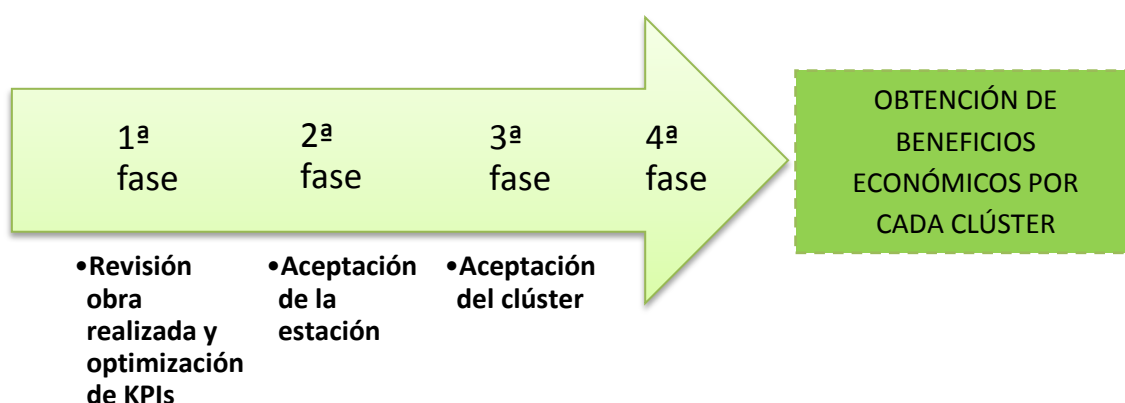 1ª
fase
2ª
fase
3ª
fase
4ª
fase
•Revisión
obra
realizada y
optimización
de KPIs
•Aceptación
de la
estación
•Aceptación
del clúster
OBTENCIÓN DE
BENEFICIOS
ECONÓMICOS POR
CADA CLÚSTER